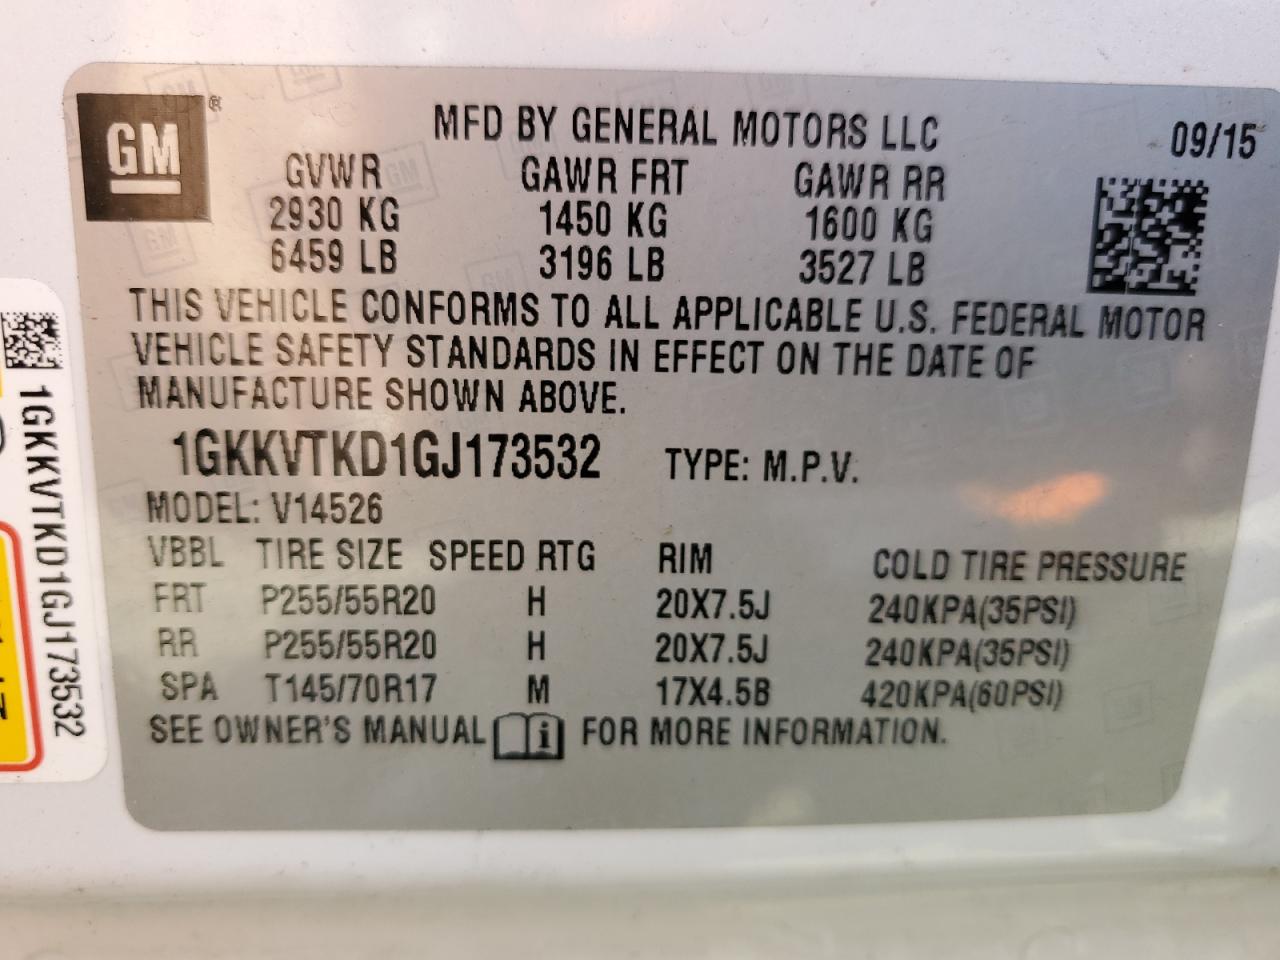 GM ®
MFD BY GENERAL MOTORS LLC 09/15
GVWR GAWR FRT GAWR RR
2930 KG 1450 KG 1600 KG
6459 LB 3196 LB 3527 LB
THIS VEHICLE CONFORMS TO ALL APPLICABLE U.S. FEDERAL MOTOR
VEHICLE SAFETY STANDARDS IN EFFECT ON THE DATE OF
MANUFACTURE SHOWN ABOVE.
1GKKVTKD1GJ173532 TYPE: M.P.V.
MODEL: V14526
VBBL TIRE SIZE SPEED RTG RIM COLD TIRE PRESSURE
FRT P255/55R20 H 20X7.5J 240KPA(35PSI)
RR P255/55R20 H 20X7.5J 240KPA(35PSI)
SPA T145/70R17 M 17X4.5B 420KPA(60PSI)
SEE OWNER'S MANUAL i FOR MORE INFORMATION.
1GKKVTKD1GJ173532